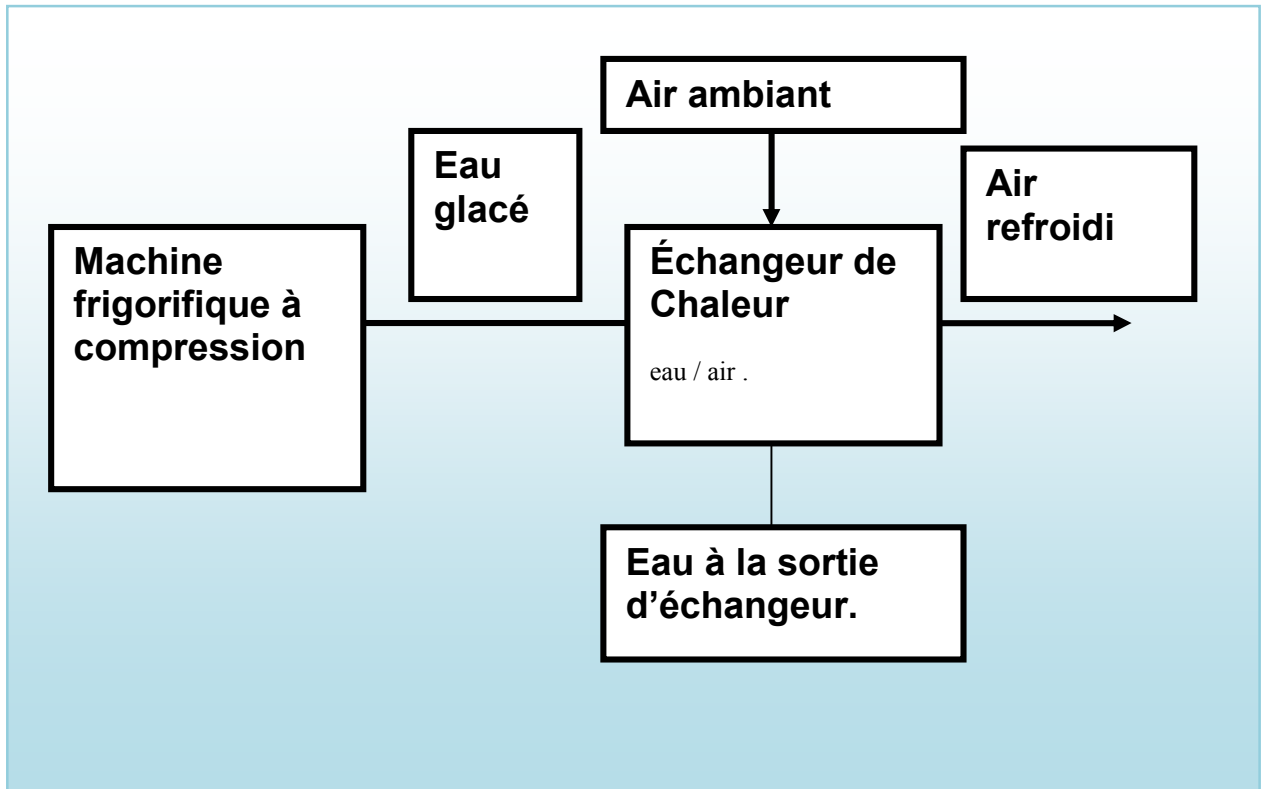 Air ambiant
Eau
glacé
Air
refroidi
Machine
frigorifique à
compression
Échangeur de
Chaleur
eau / air .
Eau à la sortie
d’échangeur.